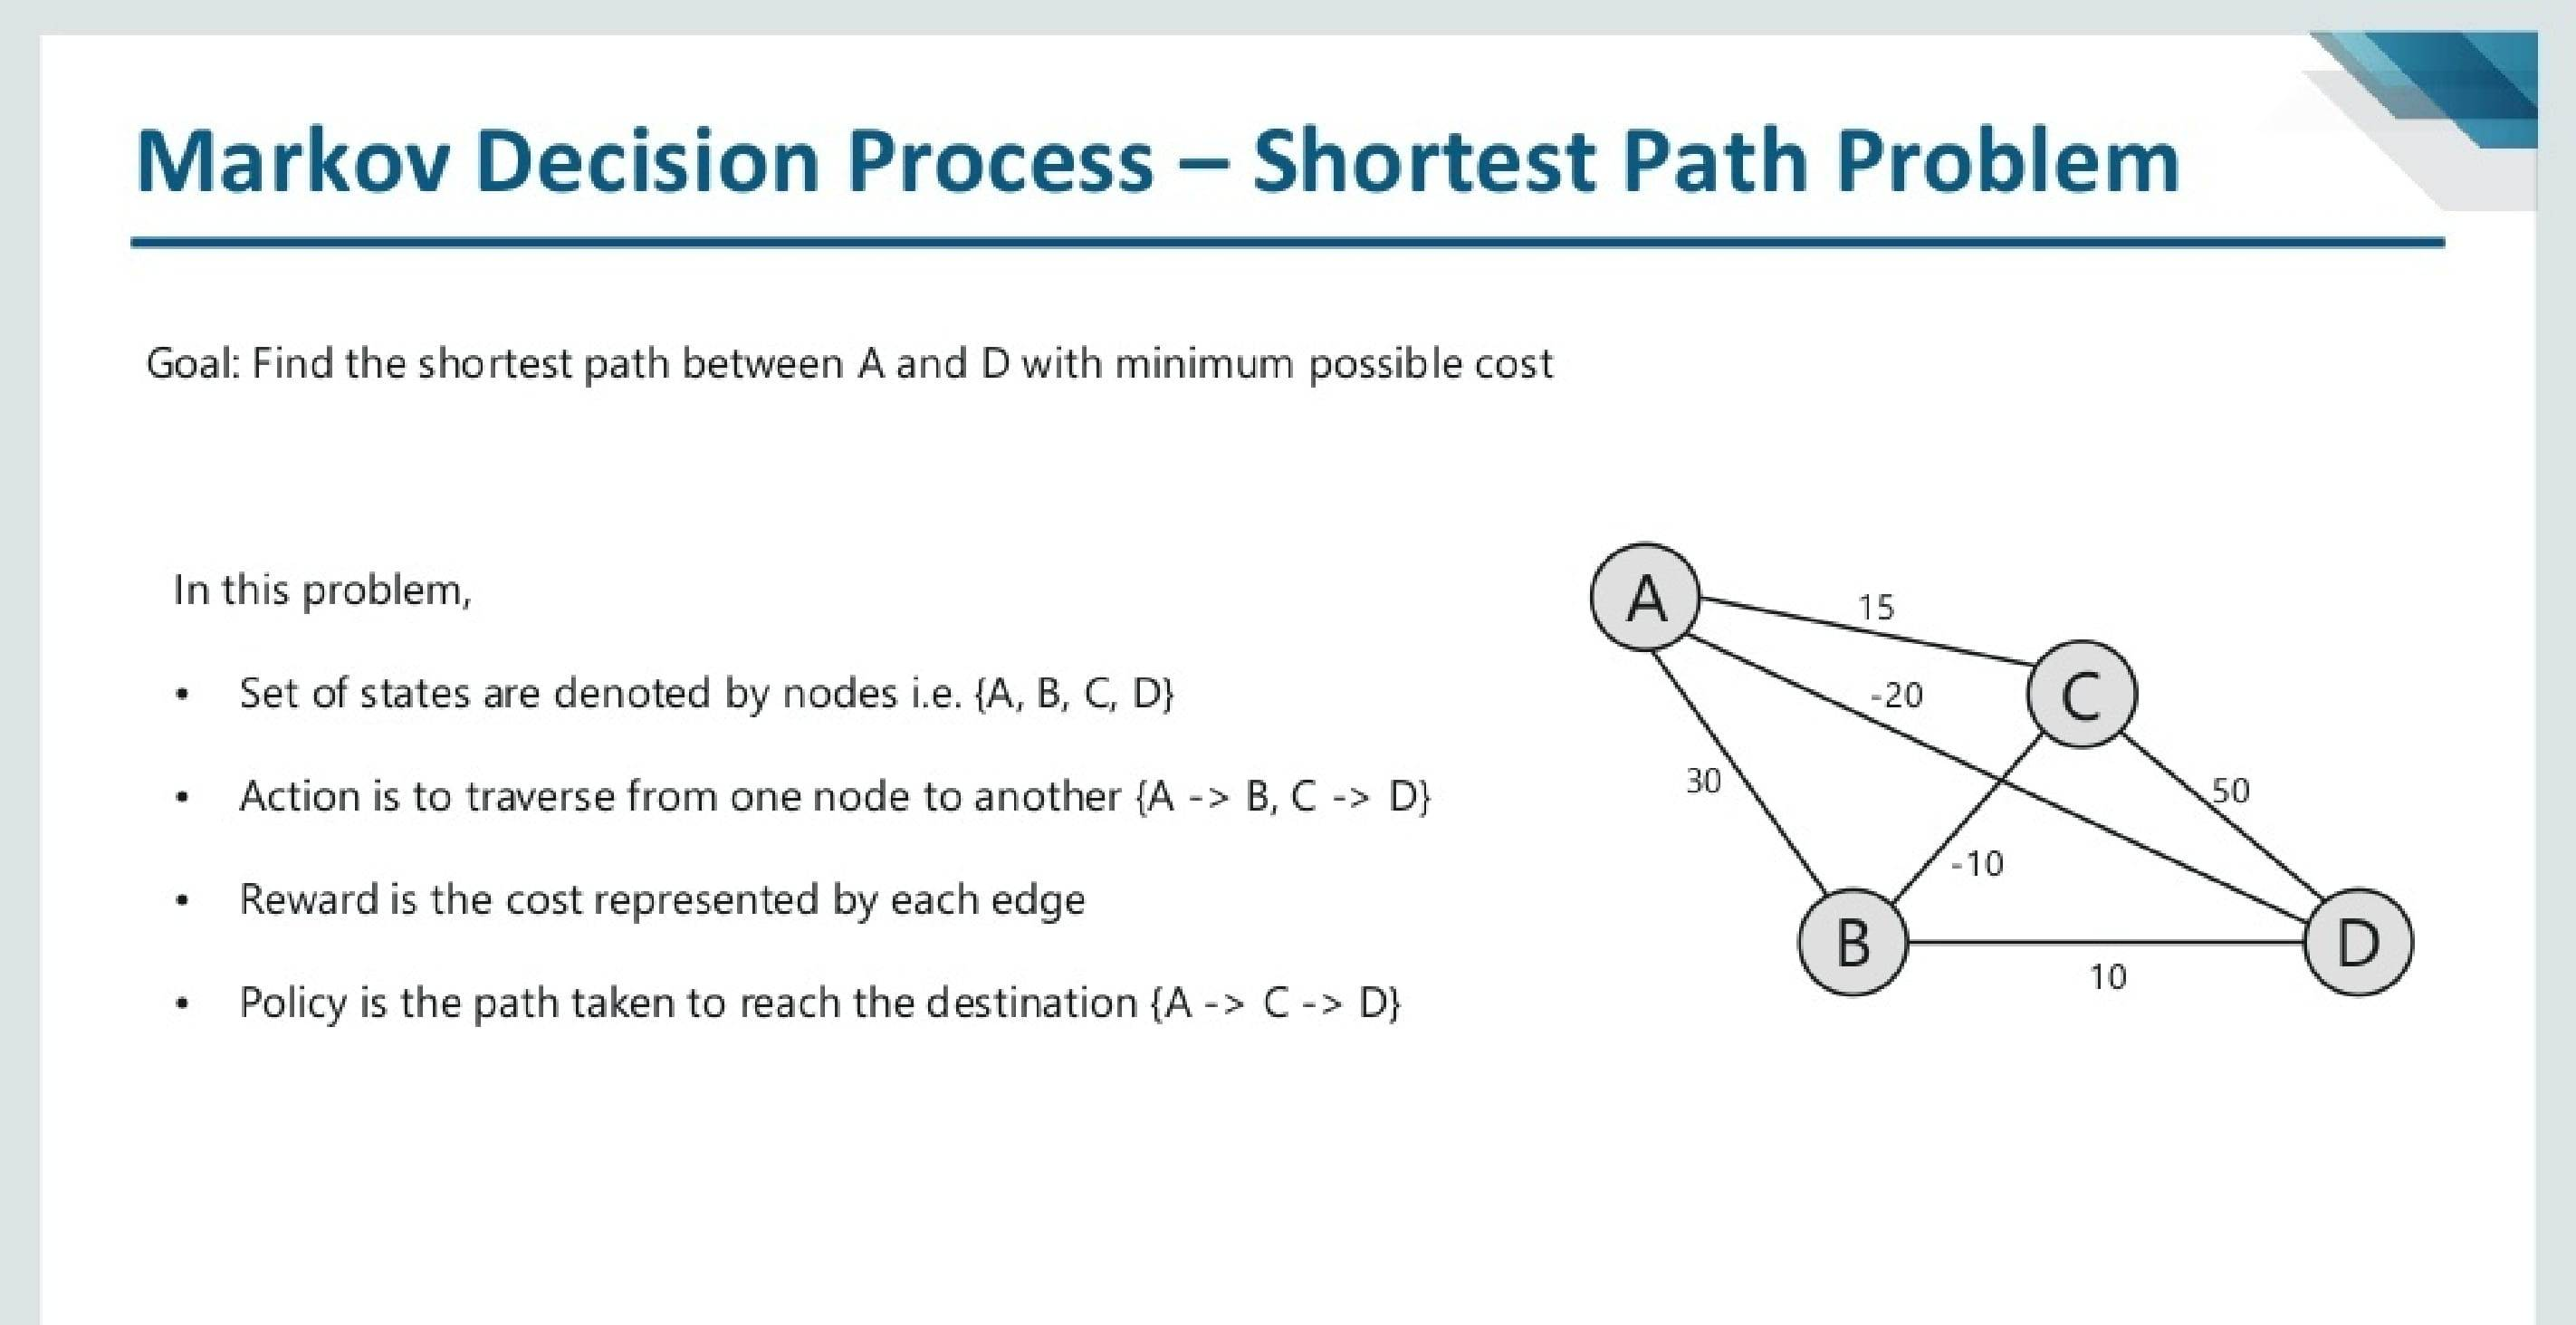 Markov Decision Process – Shortest Path Problem
Goal: Find the shortest path between A and D with minimum possible cost
In this problem,
• Set of states are denoted by nodes i.e. {A, B, C, D}
• Action is to traverse from one node to another {A -> B, C -> D}
• Reward is the cost represented by each edge
• Policy is the path taken to reach the destination {A -> C -> D}
A
15
C
-20
30
50
-10
B
D
10